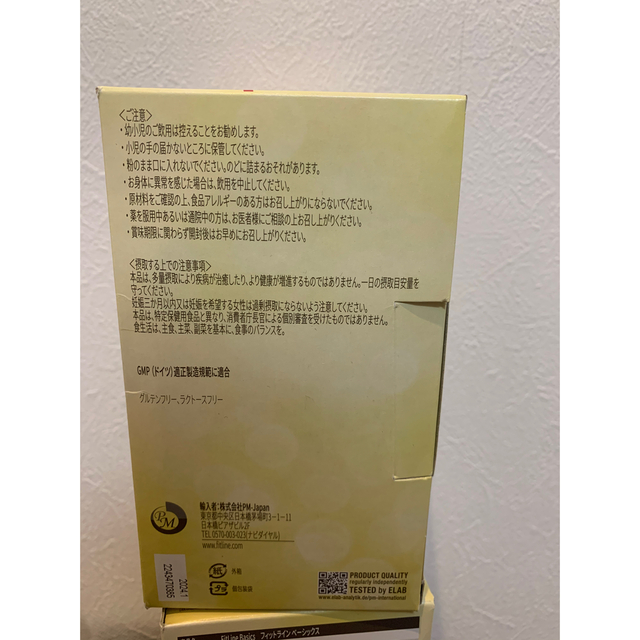 〈ご注意〉
・幼小児のご飲用は控えることをお勧めします。
・小児の手の届かないところに保管してください。
・粉のまま口に入れないでください。のどに詰まるおそれがあります。
・お身体に異常を感じた場合は、飲用を中止してください。
・原材料をご確認の上、食品アレルギーのある方はお召し上がりにならないでください。
・薬を服用中あるいは通院中の方は、お医者様にご相談の上お召し上がりください。
・賞味期限に関わらず開封後はお早めにお召し上がりください。
〈摂取する上での注意事項〉
本品は、多量摂取により疾病が治癒したり、より健康が増進するものではありません。一日の摂取目安量を
守ってください。
妊娠三か月以内又は妊娠を希望する女性は過剰摂取にならないよう注意してください。
本品は、特定保健用食品と異なり、消費者庁長官による個別審査を受けたものではありません。
食生活は、主食、主菜、副菜を基本に、食事のバランスを。
GMP (ドイツ) 適正製造規範に適合
グルテンフリー、ラクトースフリー
PM
輸入者:株式会社PM-Japan
東京都中央区日本橋茅場町3-1-11
日本橋ピアザビル2F
TEL 0570-003-023(ナビダイヤル)
www.fitline.com
紙 外箱
プラ 個包装袋
PRODUCT QUALITY
regularly independently
TESTED by ELAB
www.elab-analytik.de/pm-international
FitLine Basics フィットライン ベーシックス